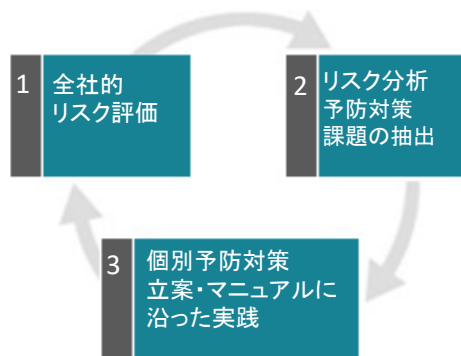 1
全社的
リスク評価
2
リスク分析
予防対策
課題の抽出
3
個別予防対策
立案・マニュアルに
沿った実践